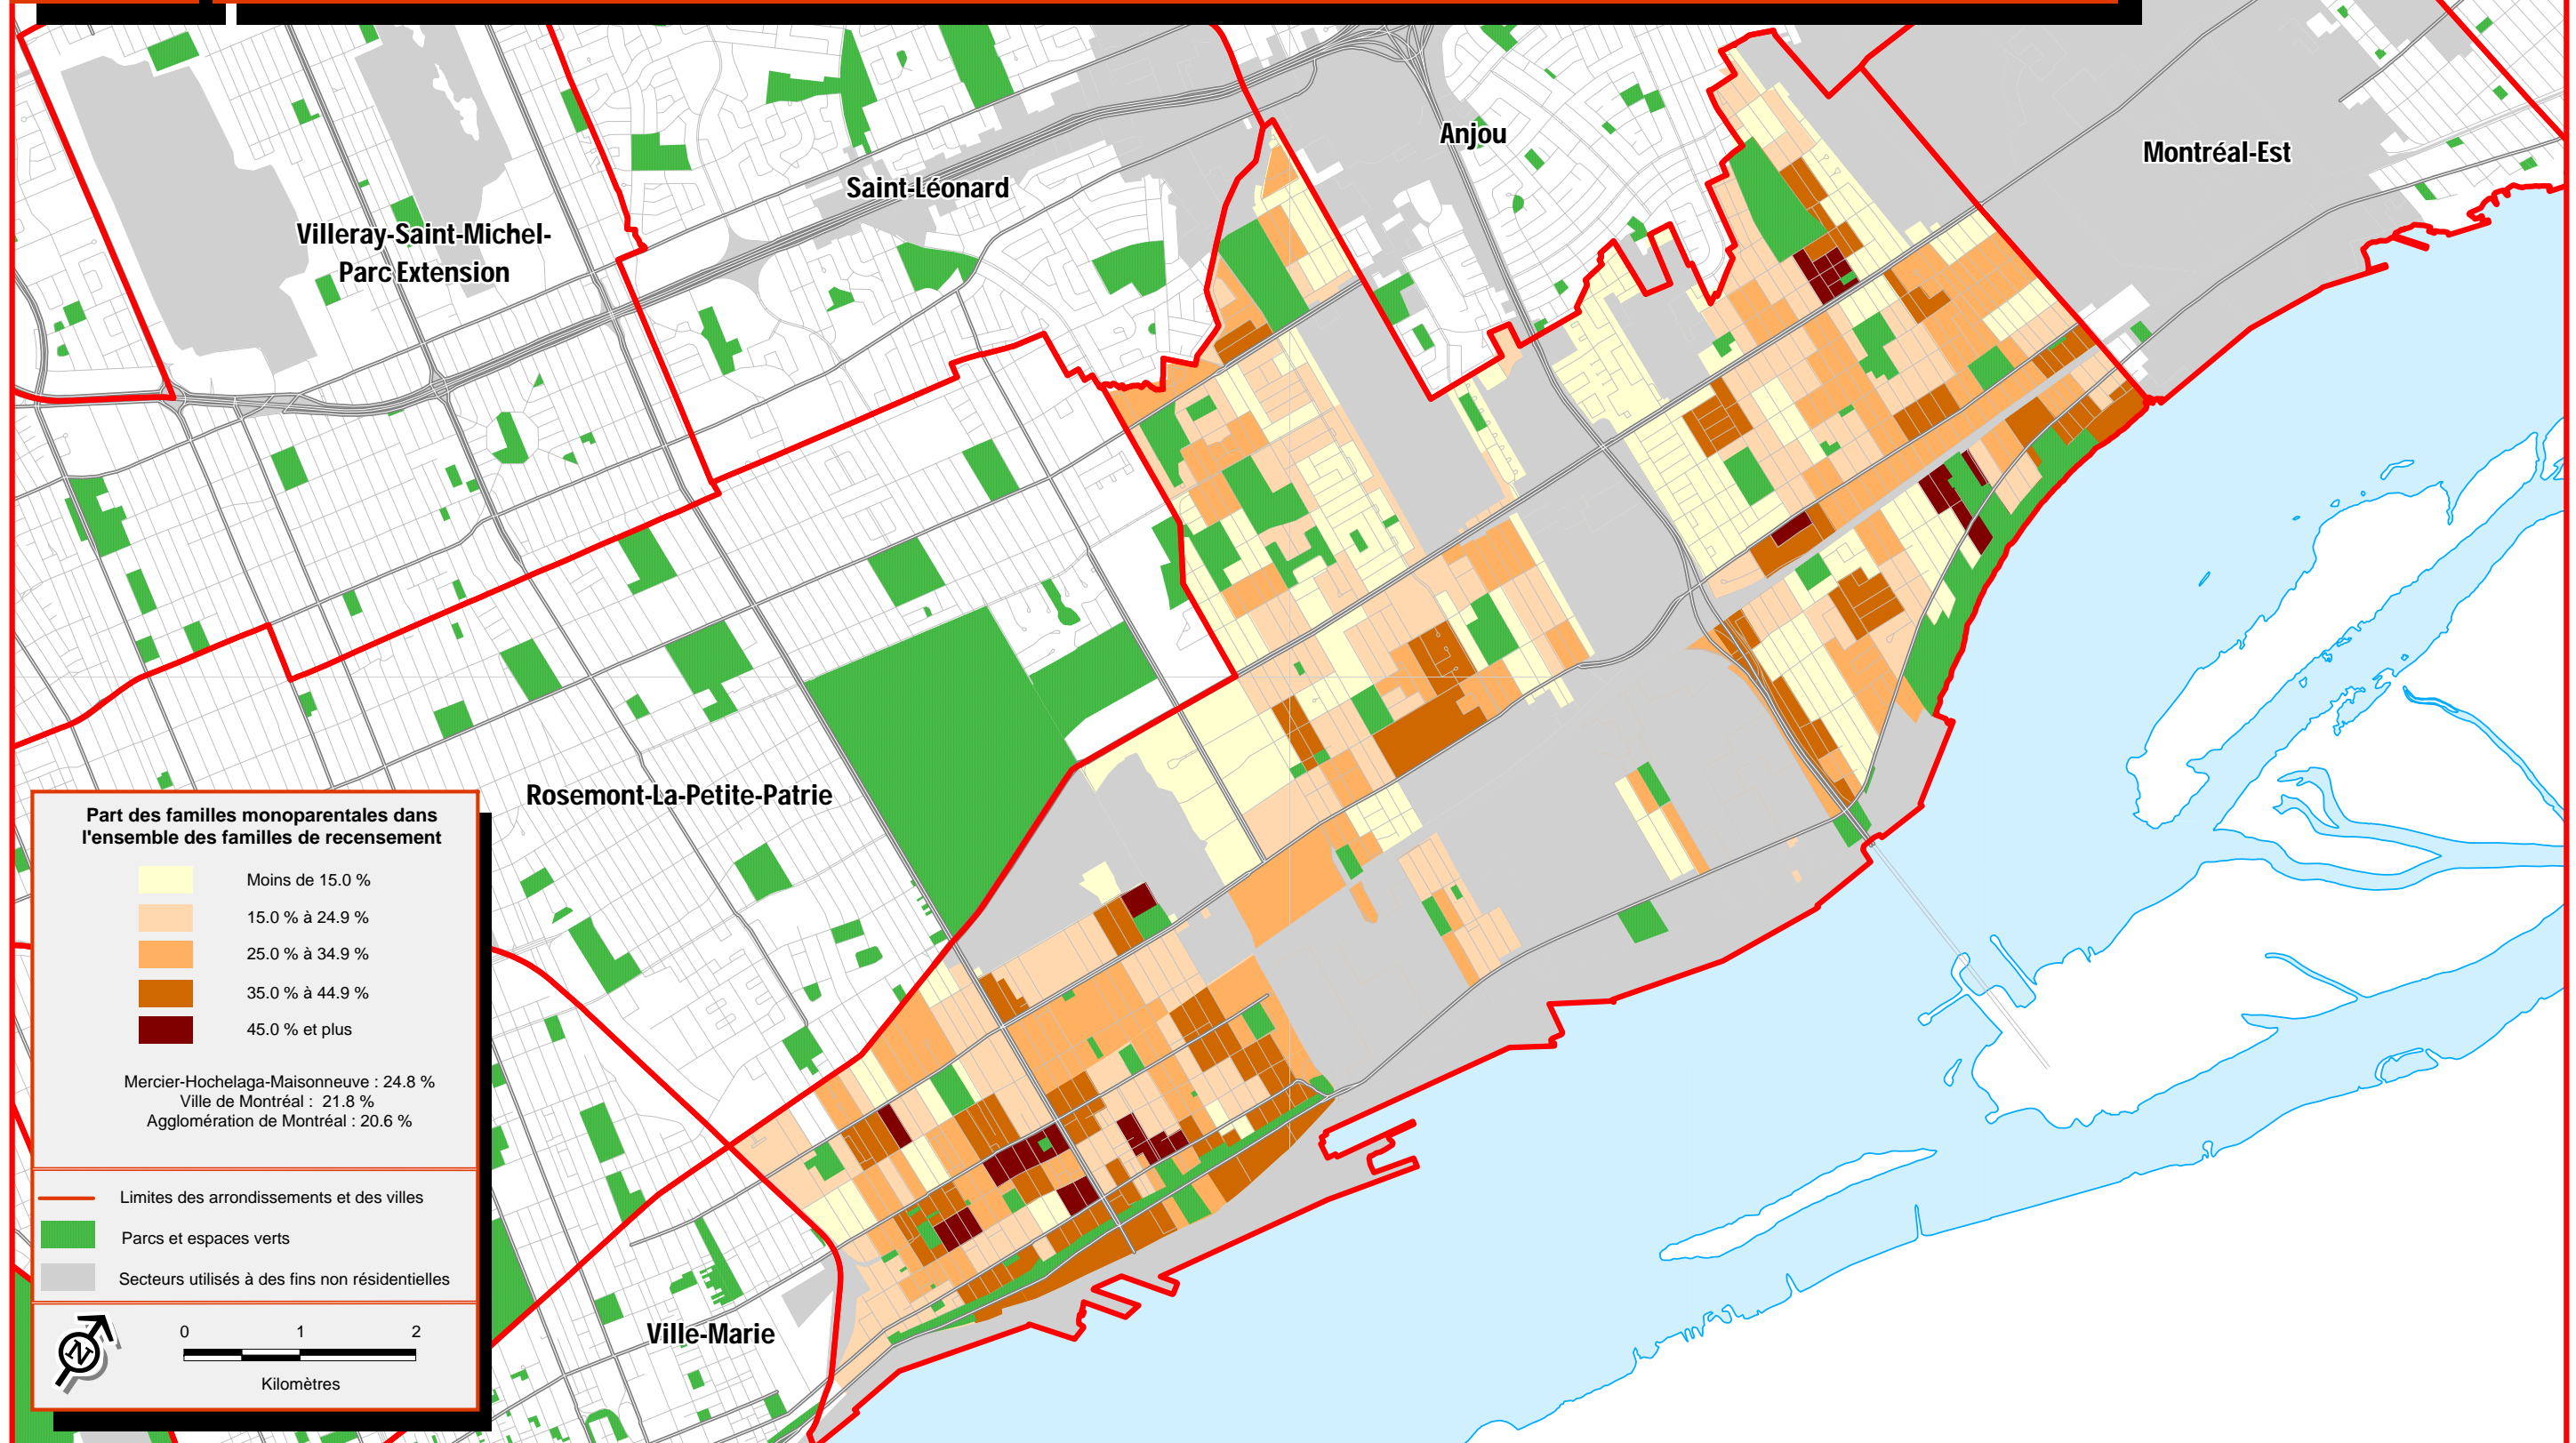 Anjou
Montréal-Est
Saint-Léonard
Villeray-Saint-Michel-
Parc Extension
Rosemont-La-Petite-Patrie
Ville-Marie
Part des familles monoparentales dans
l'ensemble des familles de recensement
Moins de 15.0 %
15.0 % à 24.9 %
25.0 % à 34.9 %
35.0 % à 44.9 %
45.0 % et plus
Mercier-Hochelaga-Maisonneuve : 24.8 %
Ville de Montréal : 21.8 %
Agglomération de Montréal : 20.6 %
Limites des arrondissements et des villes
Parcs et espaces verts
Secteurs utilisés à des fins non résidentielles
N
0 1 2
Kilomètres